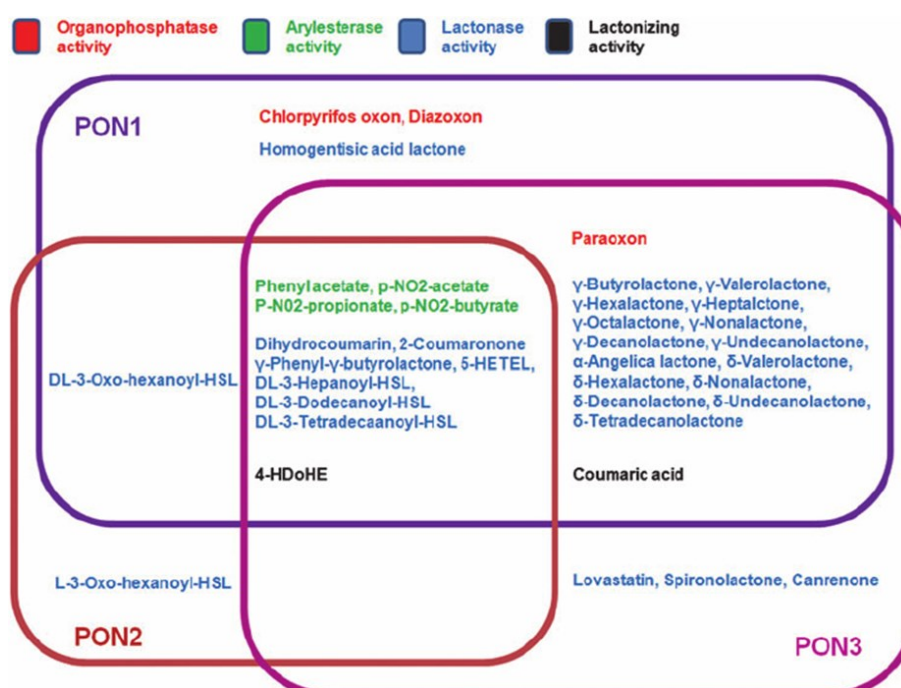 Organophosphatase
activity
Arylesterase
activity
Lactonase
activity
Lactonizing
activity
PON1
Chlorpyrifos oxon, Diazoxon
Homogentisic acid lactone
Paraoxon
Phenyl acetate, p-NO2-acetate
P-N02-propionate, p-NO2-butyrate
Dihydrocoumarin, 2-Coumaronone
γ-Phenyl-γ-butyrolactone, 5-HETEL,
DL-3-Hepanoyl-HSL,
DL-3-Dodecanoyl-HSL
DL-3-Tetradecaanoyl-HSL
DL-3-Oxo-hexanoyl-HSL
γ-Butyrolactone, γ-Valerolactone,
γ-Hexalactone, γ-Heptalctone,
γ-Octalactone, γ-Nonalactone,
γ-Decanolactone, γ-Undecanolactone,
α-Angelica lactone, δ-Valerolactone,
δ-Hexalactone, δ-Nonalactone,
δ-Decanolactone, δ-Undecanolactone,
δ-Tetradecanolactone
4-HDoHE
Coumaric acid
L-3-Oxo-hexanoyl-HSL
Lovastatin, Spironolactone, Canrenone
PON2
PON3